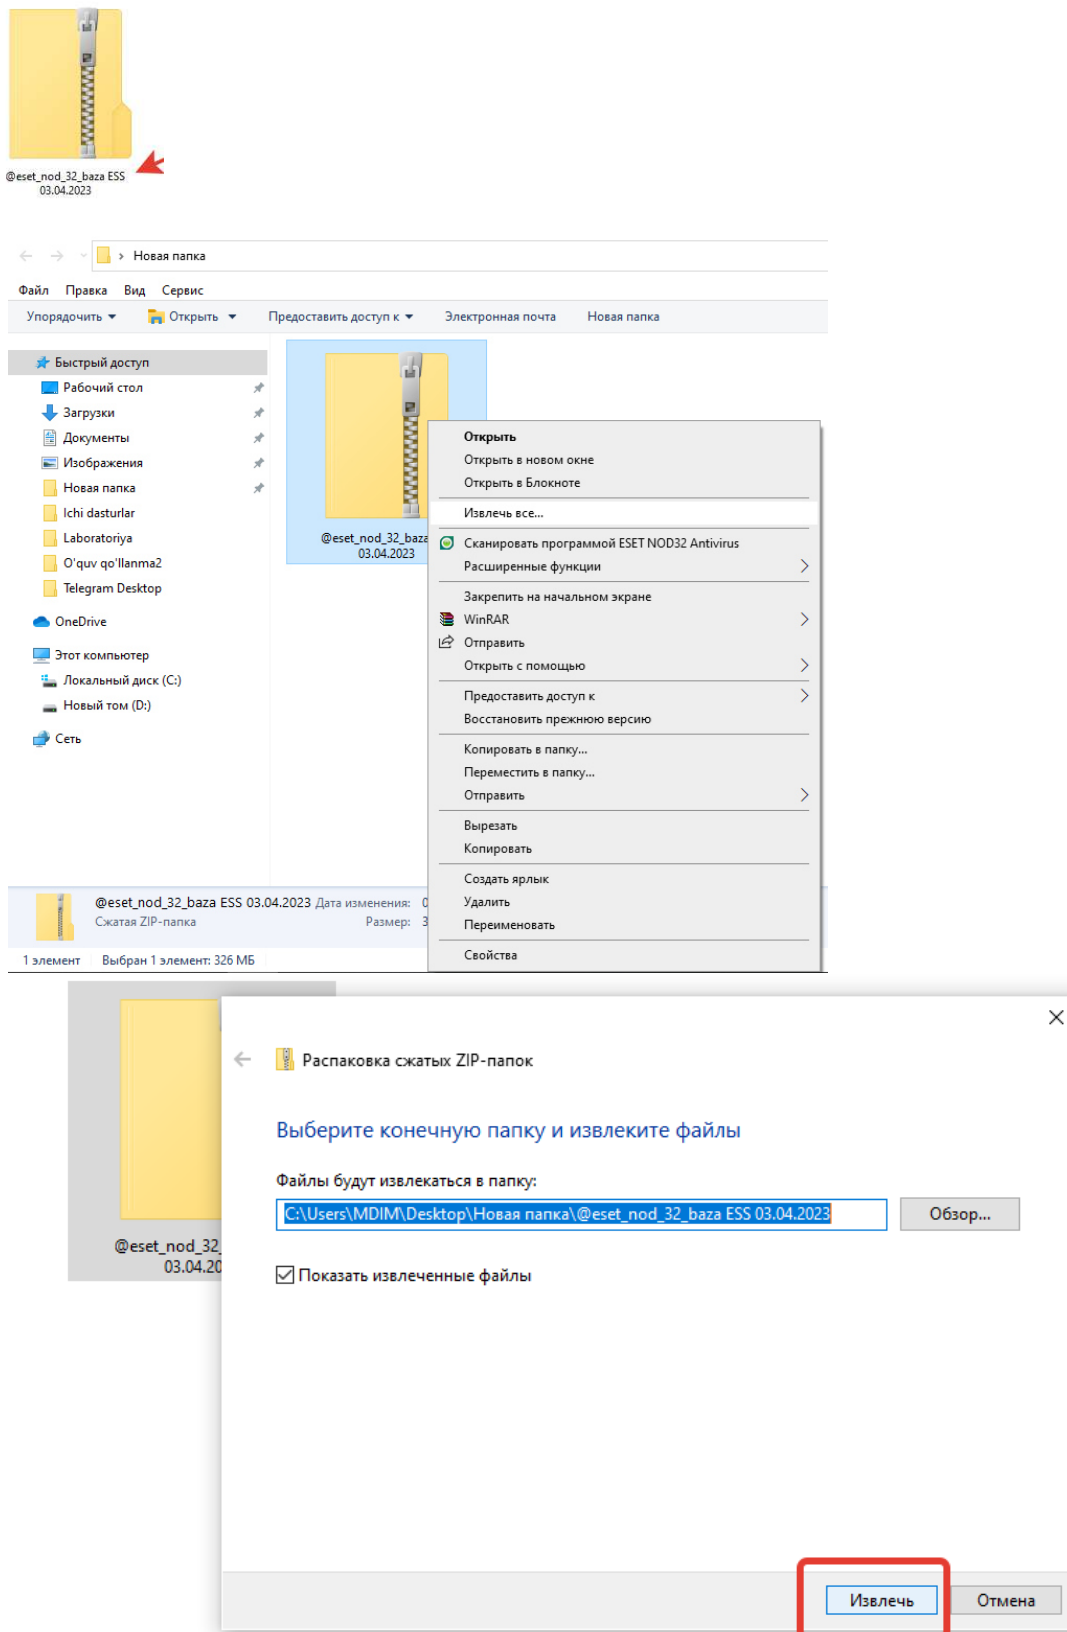 @eset_nod_32_baza ESS
03.04.2023
Новая папка
Файл Правка Вид Сервис
Упорядочить Открыть Предоставить доступ к Электронная почта Новая папка
Быстрый доступ
Рабочий стол
Загрузки
Документы
Изображения
Новая папка
Ichi dasturlar
Laboratoriya
O'quv qo'llanma2
Telegram Desktop
OneDrive
Этот компьютер
Локальный диск (C:)
Новый том (D:)
Сеть
@eset_nod_32_baza
03.04.2023
Открыть
Открыть в новом окне
Открыть в Блокноте
Извлечь все...
Сканировать программой ESET NOD32 Antivirus
Расширенные функции
Закрепить на начальном экране
WinRAR
Отправить
Открыть с помощью
Предоставить доступ к
Восстановить прежнюю версию
Копировать в папку...
Переместить в папку...
Отправить
Вырезать
Копировать
Создать ярлык
Удалить
Переименовать
Свойства
@eset_nod_32_baza ESS 03.04.2023 Дата изменения: 0
Сжатая ZIP-папка Размер: 3
1 элемент Выбран 1 элемент: 326 МБ
Распаковка сжатых ZIP-папок
Выберите конечную папку и извлеките файлы
Файлы будут извлекаться в папку:
C:\Users\MDIM\Desktop\Новая папка\@eset_nod_32_baza ESS 03.04.2023
Обзор...
@eset_nod_32_
03.04.20
Показать извлеченные файлы
Извлечь Отмена